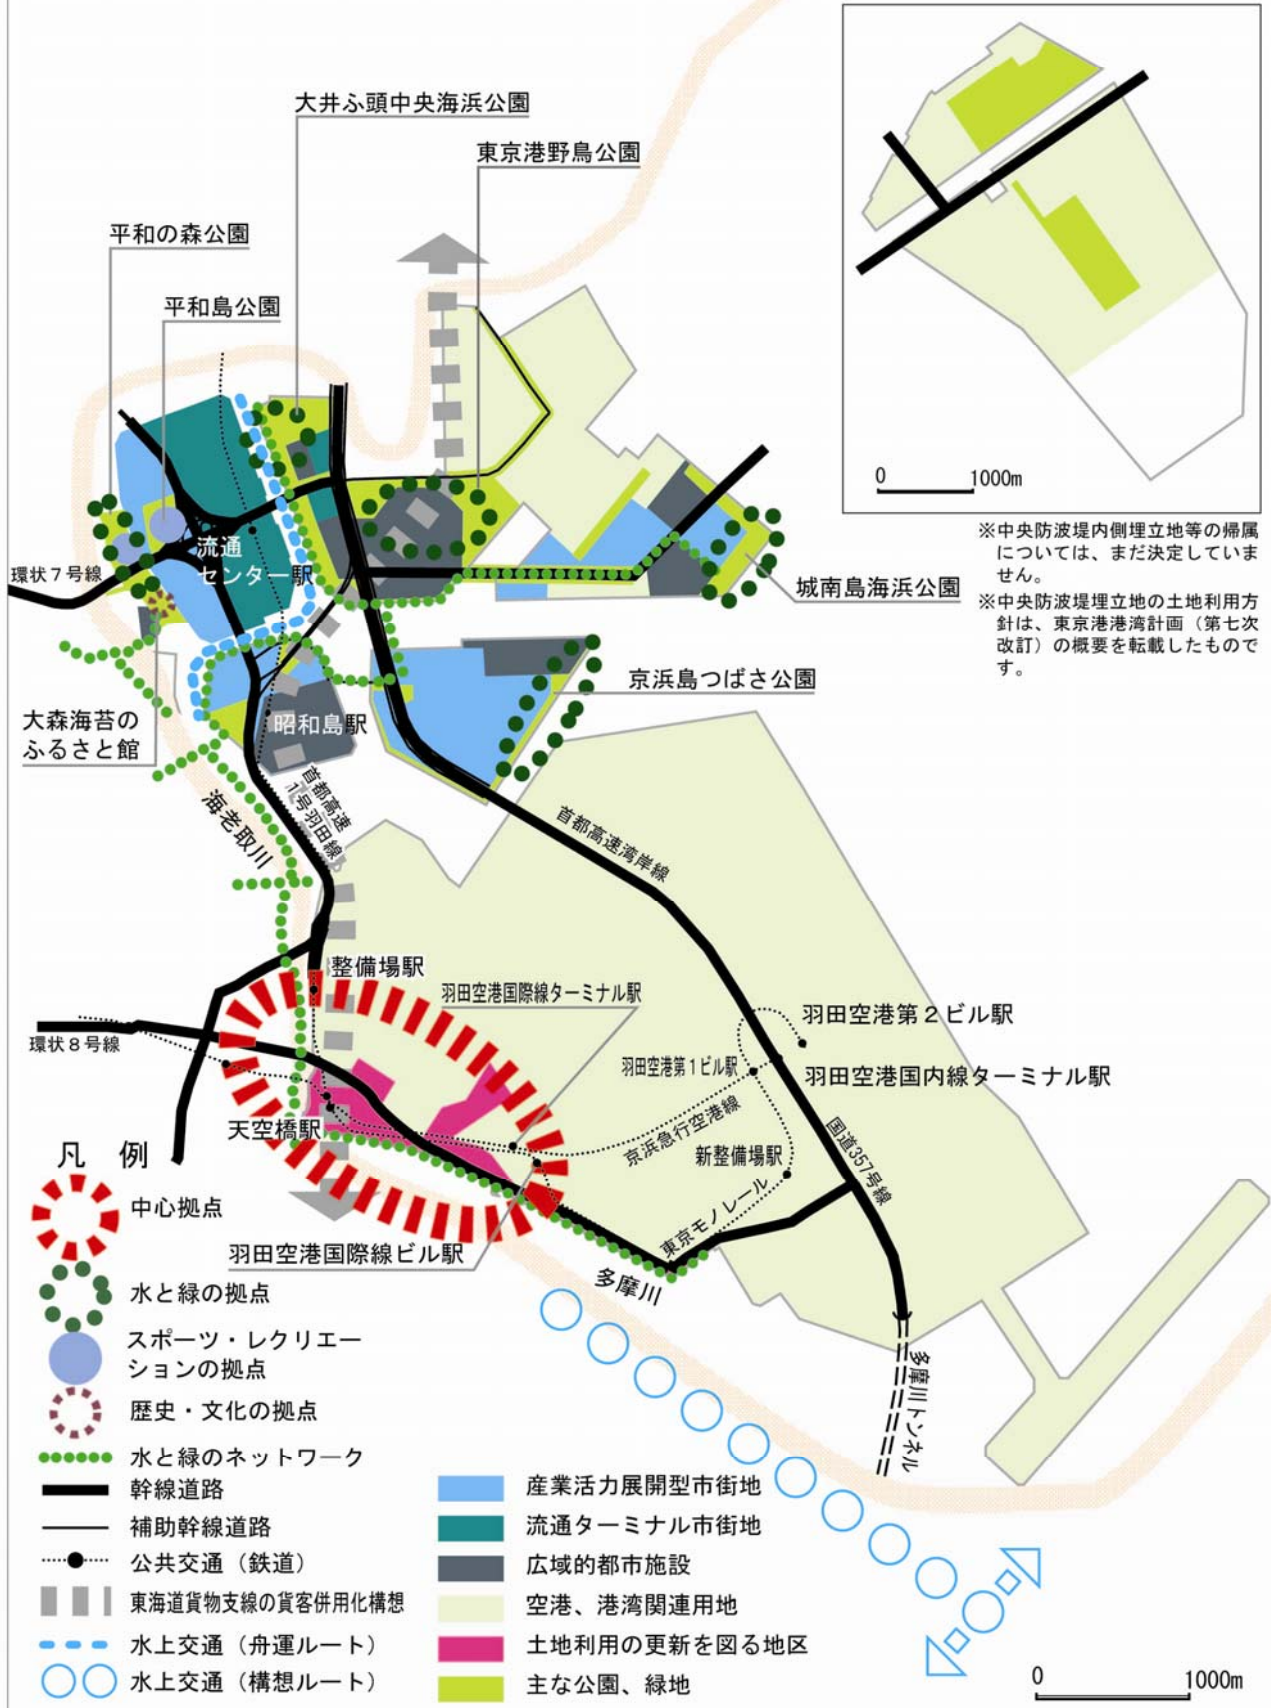 大井ふ頭中央海浜公園
東京港野鳥公園
平和の森公園
平和島公園
0 1000m
※中央防波堤内側埋立地等の帰属
については、まだ決定していま
せん。
※中央防波堤埋立地の土地利用方
針は、東京港港湾計画（第七次
改訂）の概要を転載したもので
す。
流通
センター駅
環状７号線
城南島海浜公園
京浜島つばさ公園
大森海苔の
ふるさと館
昭和島駅
首都高速
1号羽田線
海老取川
首都高速湾岸線
整備場駅
羽田空港国際線ターミナル駅
羽田空港第２ビル駅
環状８号線
羽田空港第１ビル駅
羽田空港国内線ターミナル駅
天空橋駅
京浜急行空港線
新整備場駅
国道357号線
東京モノレール
羽田空港国際線ビル駅
多摩川
多摩川トンネル
凡 例
中心拠点
水と緑の拠点
スポーツ・レクリエー
ションの拠点
歴史・文化の拠点
水と緑のネットワーク
幹線道路
補助幹線道路
公共交通（鉄道）
東海道貨物支線の貨客併用化構想
水上交通（舟運ルート）
水上交通（構想ルート）
産業活力展開型市街地
流通ターミナル市街地
広域的都市施設
空港、港湾関連用地
土地利用の更新を図る地区
主な公園、緑地
0 1000m